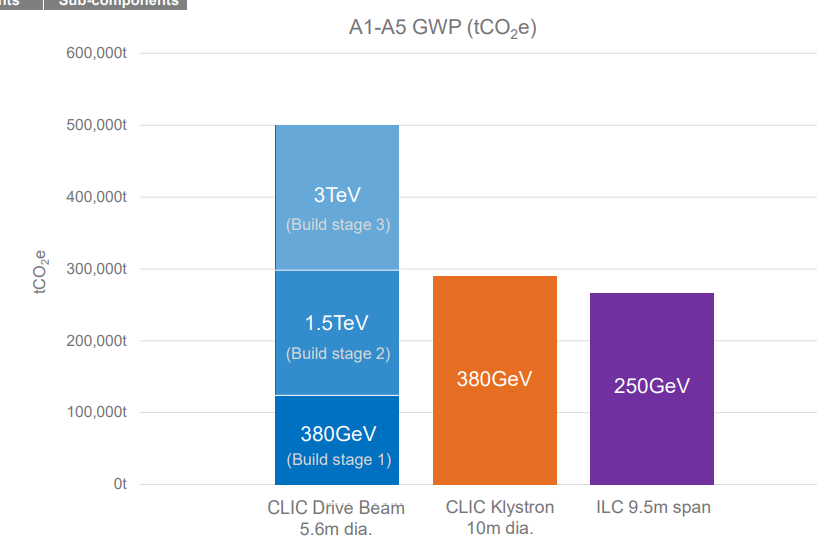 Sub-components
A1-A5 GWP (tCO₂e)
600,000t
500,000t
400,000t
300,000t
200,000t
100,000t
0t
tCO₂e
3TeV
(Build stage 3)
1.5TeV
(Build stage 2)
380GeV
(Build stage 1)
380GeV
250GeV
CLIC Drive Beam
5.6m dia.
CLIC Klystron
10m dia.
ILC 9.5m span